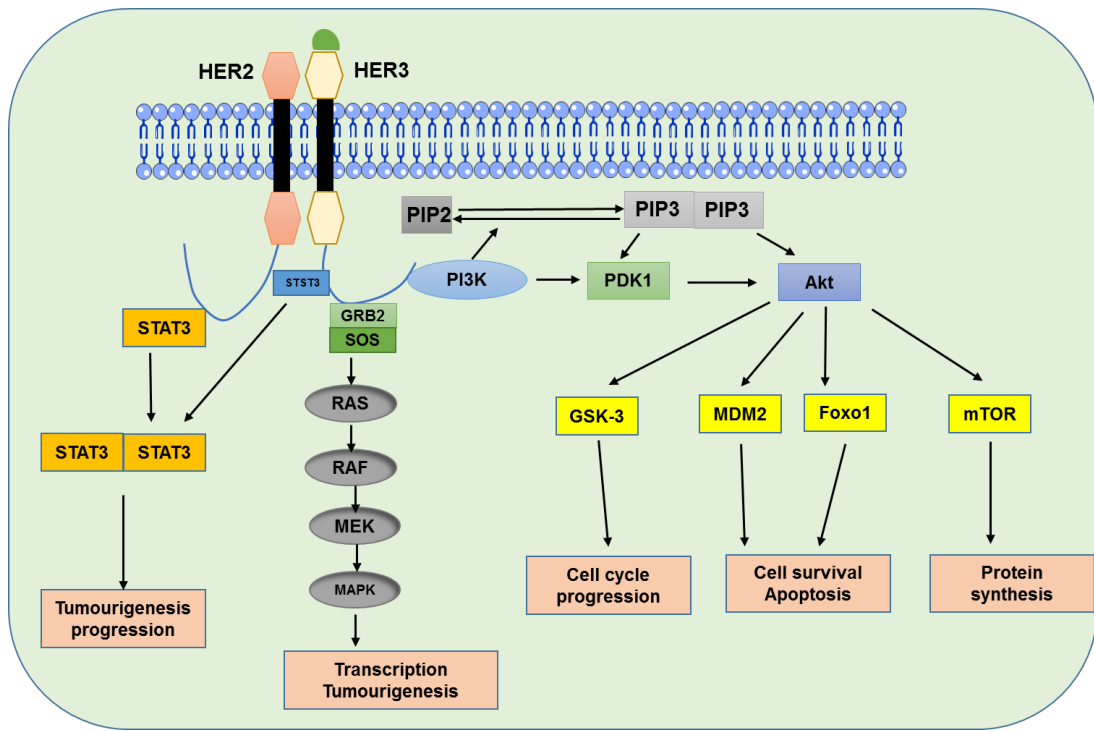 HER2
HER3
PIP2
PIP3
PIP3
STST3
PI3K
PDK1
Akt
STAT3
GRB2
SOS
RAS
GSK-3
MDM2
Foxo1
mTOR
STAT3
STAT3
RAF
MEK
MAPK
Cell cycle
progression
Cell survival
Apoptosis
Protein
synthesis
Tumourigenesis
progression
Transcription
Tumourigenesis